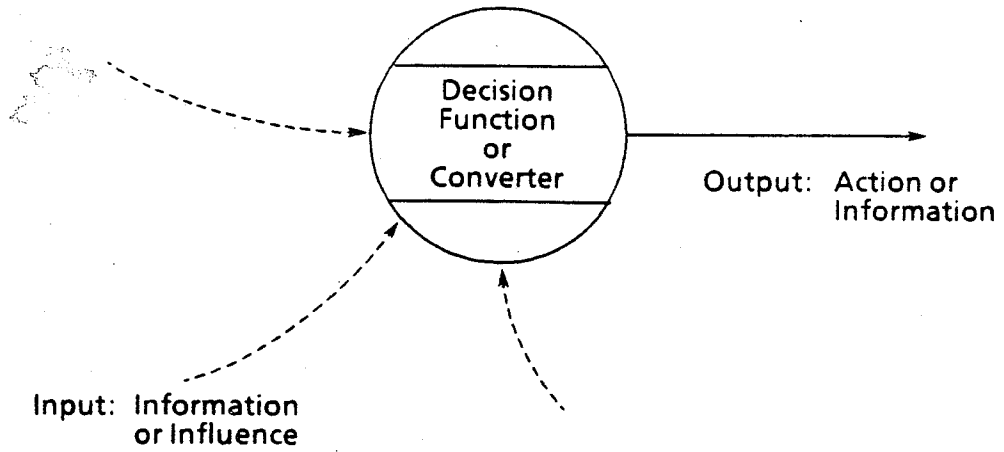 Decision
Function
or
Converter
Output: Action or
Information
Input: Information
or Influence